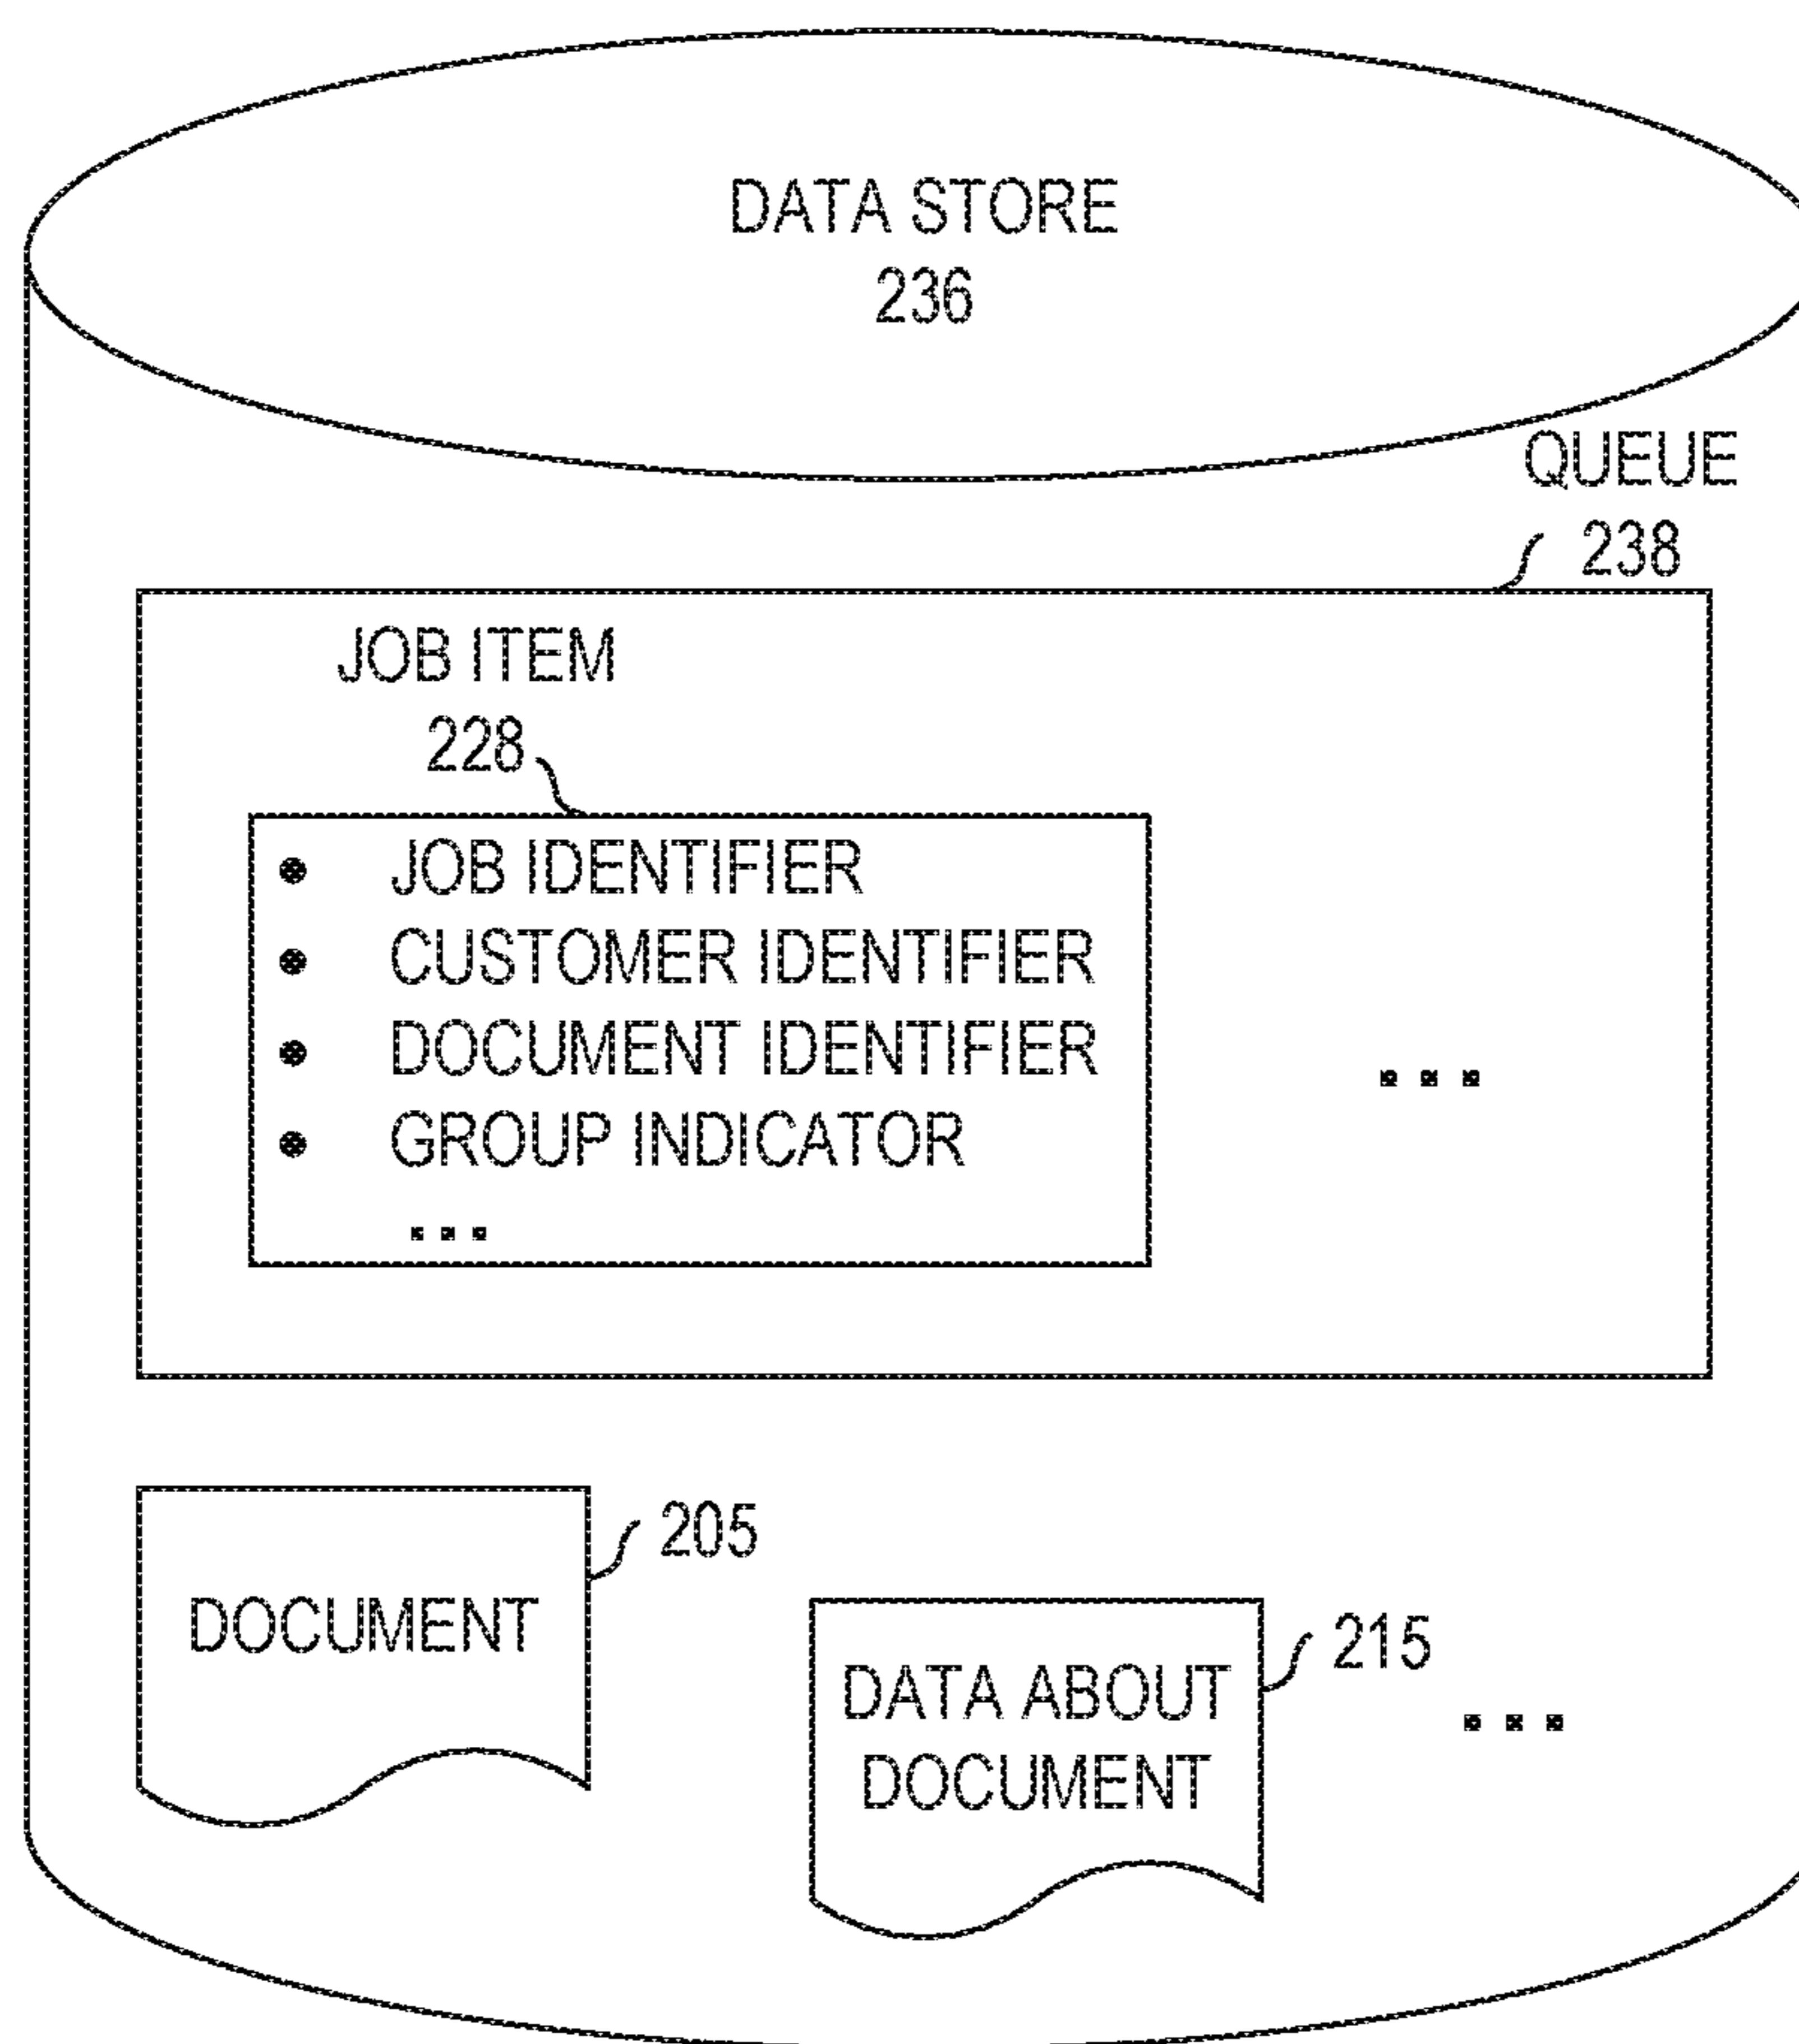 DATA STORE
236
QUEUE
238
JOB ITEM
228
• JOB IDENTIFIER
• CUSTOMER IDENTIFIER
• DOCUMENT IDENTIFIER
• GROUP INDICATOR
...
...
205
DOCUMENT
215
DATA ABOUT
DOCUMENT
...